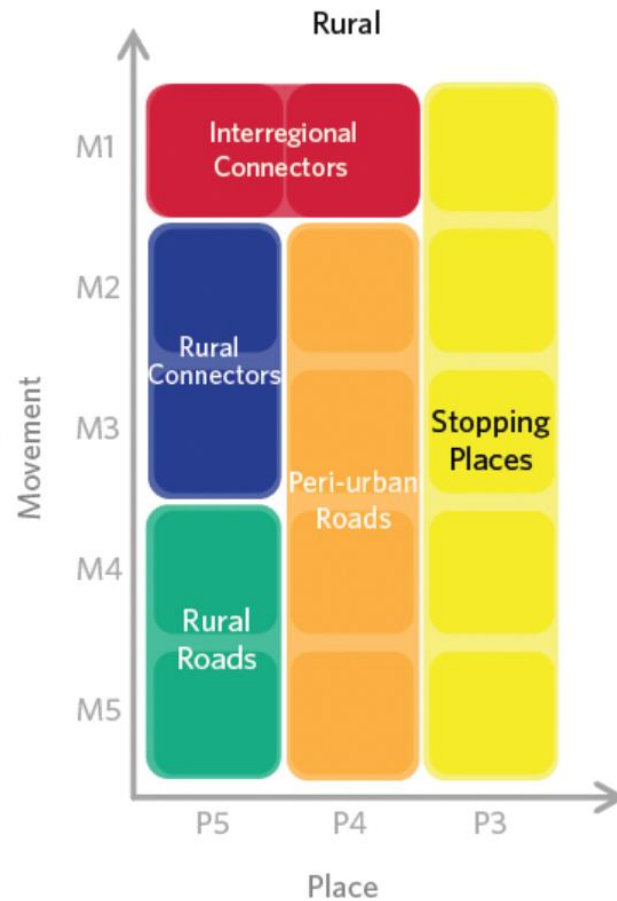 Rural
Movement
M1
M2
M3
M4
M5
Interregional
Connectors
Rural
Connectors
Peri-urban
Roads
Stopping
Places
Rural
Roads
P5
P4
P3
Place